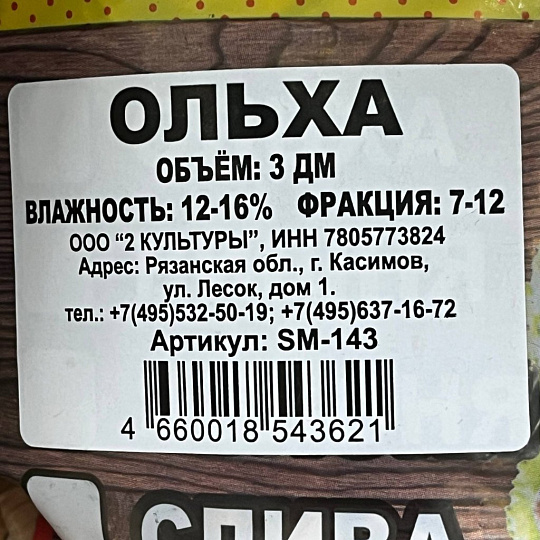 ОЛЬХА
ОБЪЁМ: 3 ДМ
ВЛАЖНОСТЬ: 12-16% ФРАКЦИЯ: 7-12
ООО “2 КУЛЬТУРЫ”, ИНН 7805773824
Адрес: Рязанская обл., г. Касимов,
ул. Лесок, дом 1.
тел.: +7(495)532-50-19; +7(495)637-16-72
Артикул: SM-143
4 660018 543621
СЛИВА